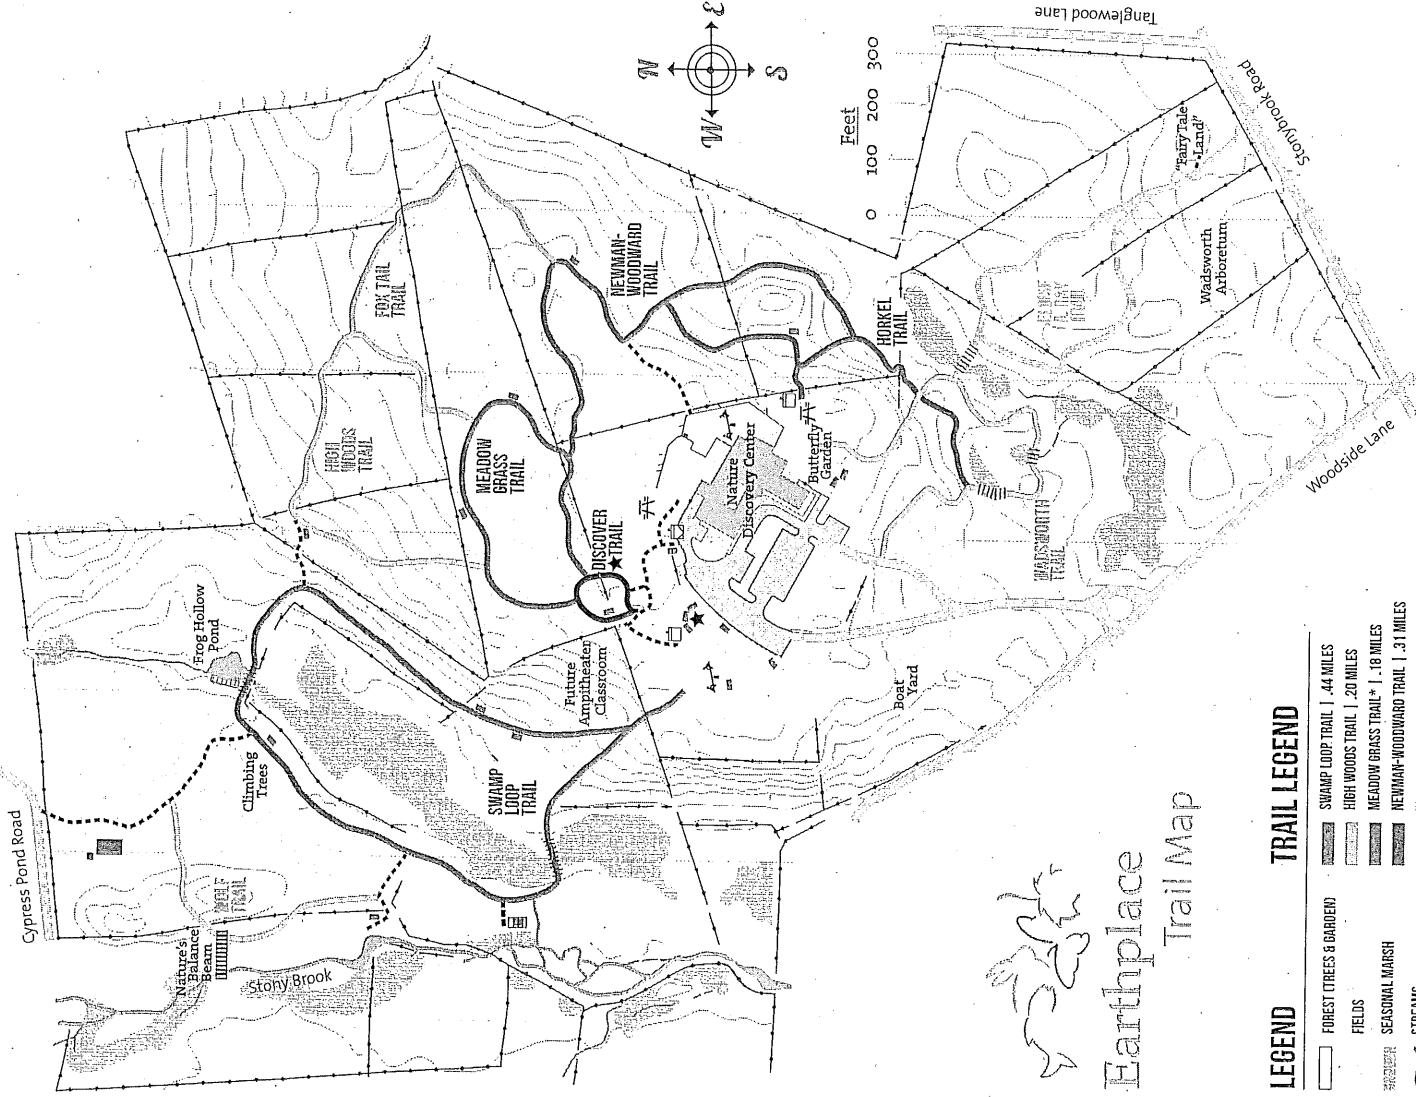 Cypress Pond Road
Nature's
Balance
Beam
Stony Brook
WOLF
TRAIL
Climbing
Trees
Frog Hollow
Pond
SWAMP
LOOP
TRAIL
Future
Ampitheater
Classroom
HIGH
WOODS
TRAIL
FOX TAIL
TRAIL
MEADOW
GRASS
TRAIL
DISCOVER
TRAIL
NEWMAN-
WOODWARD
TRAIL
Nature
Discovery Center
Butterfly
Garden
HORKEL
TRAIL
WADSWORTH
TRAIL
Boat
Yard
Wadsworth
Arboretum
"Fairy Tale
Land"
Tanglewood Lane
Stonybrook Road
Woodside Lane
N
E
S
W
Feet
0 100 200 300
Earthplace
Trail Map
LEGEND
FOREST (TREES & GARDEN)
FIELDS
SEASONAL MARSH
STREAMS
TRAIL LEGEND
SWAMP LOOP TRAIL | .44 MILES
HIGH WOODS TRAIL | .20 MILES
MEADOW GRASS TRAIL* | .18 MILES
NEWMAN-WOODWARD TRAIL | .31 MILES